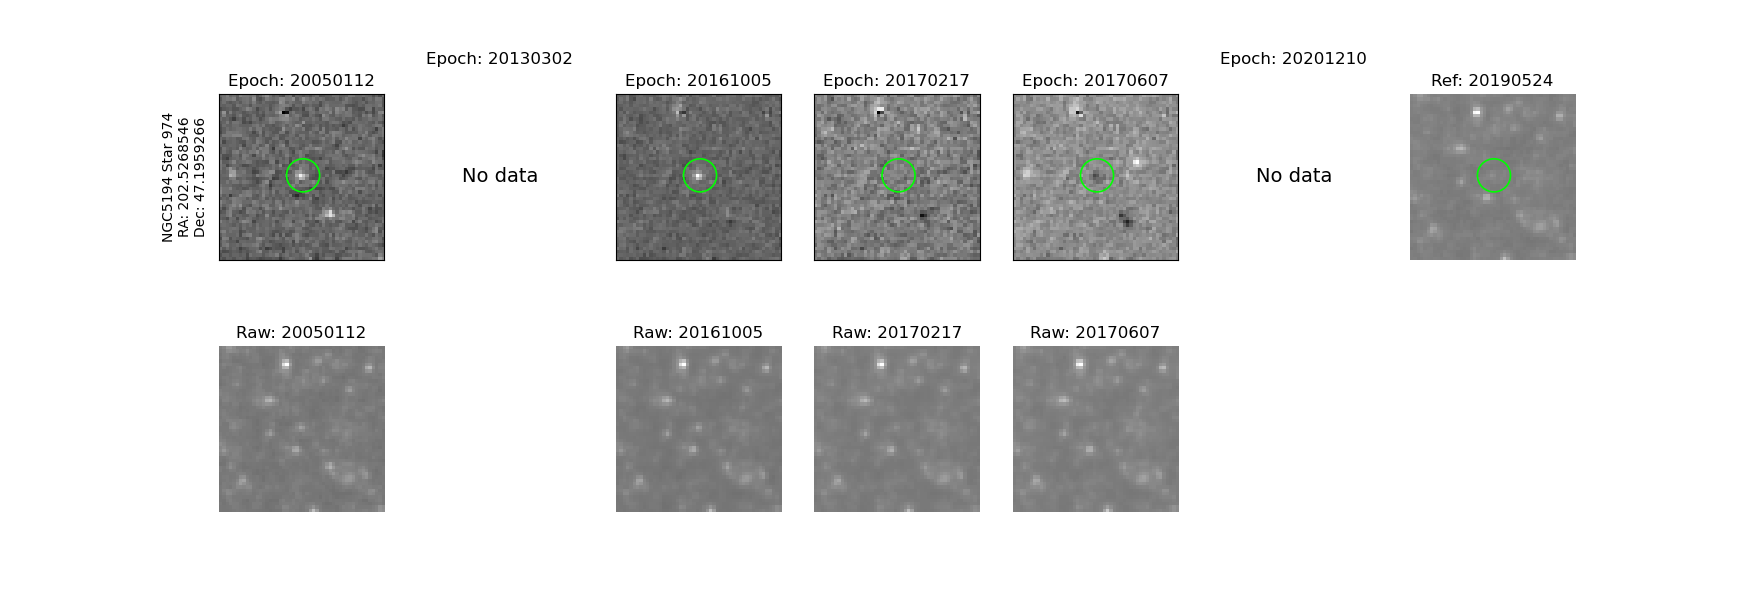 Epoch: 20130302
Epoch: 20201210
Epoch: 20050112
Epoch: 20161005
Epoch: 20170217
Epoch: 20170607
Ref: 20190524
NGC5194 Star 974
RA: 202.5268546
Dec: 47.1959266
No data
No data
Raw: 20050112
Raw: 20161005
Raw: 20170217
Raw: 20170607